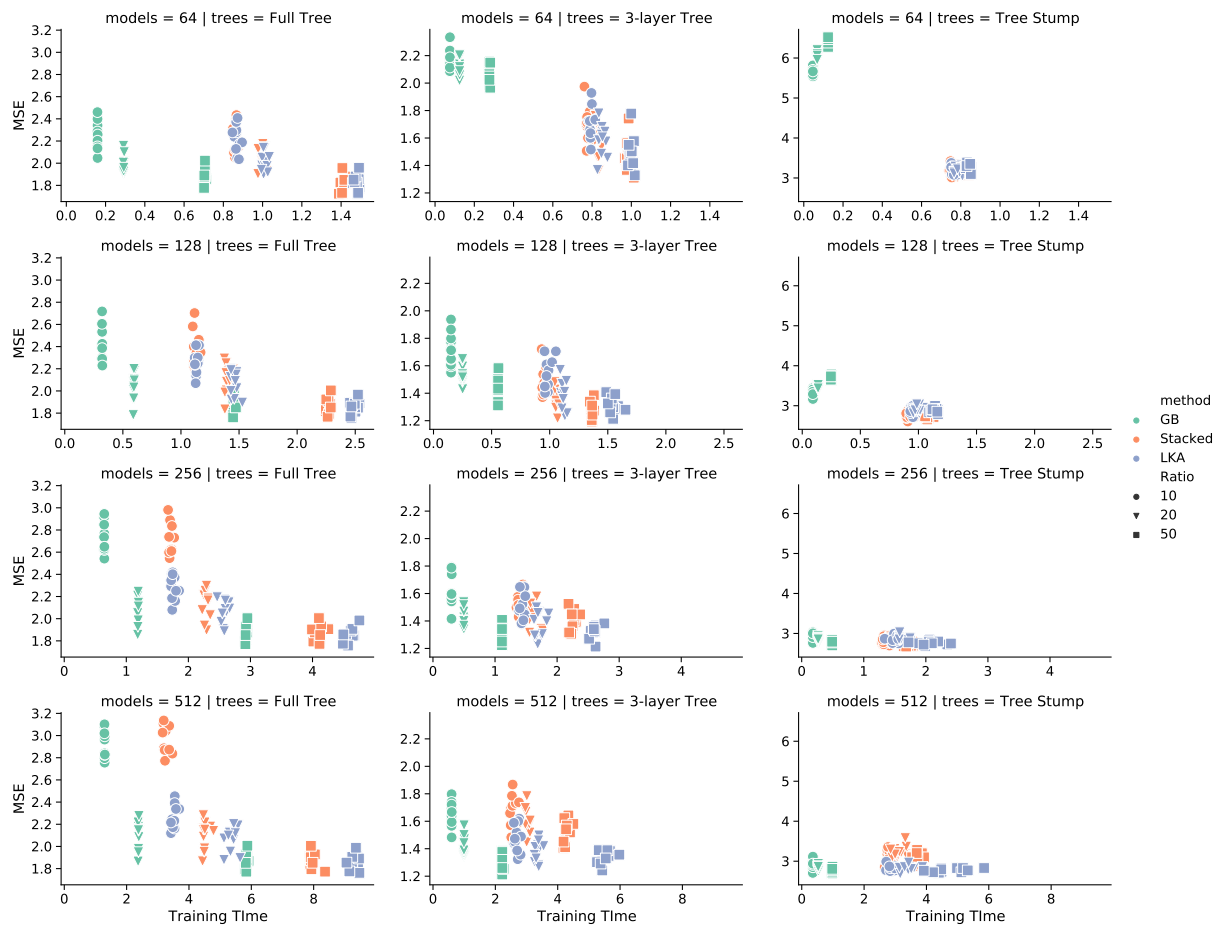 models = 64 | trees = Full Tree
models = 64 | trees = 3-layer Tree
models = 64 | trees = Tree Stump
MSE
3.2
3.0
2.8
2.6
2.4
2.2
2.0
1.8
0.0 0.2 0.4 0.6 0.8 1.0 1.2 1.4
2.2
2.0
1.8
1.6
1.4
1.2
0.0 0.2 0.4 0.6 0.8 1.0 1.2 1.4
6
5
4
3
0.0 0.2 0.4 0.6 0.8 1.0 1.2 1.4
models = 128 | trees = Full Tree
models = 128 | trees = 3-layer Tree
models = 128 | trees = Tree Stump
MSE
3.2
3.0
2.8
2.6
2.4
2.2
2.0
1.8
0.0 0.5 1.0 1.5 2.0 2.5
2.2
2.0
1.8
1.6
1.4
1.2
0.0 0.5 1.0 1.5 2.0 2.5
6
5
4
3
0.0 0.5 1.0 1.5 2.0 2.5
method
GB
Stacked
LKA
Ratio
10
20
50
models = 256 | trees = Full Tree
models = 256 | trees = 3-layer Tree
models = 256 | trees = Tree Stump
MSE
3.2
3.0
2.8
2.6
2.4
2.2
2.0
1.8
0 1 2 3 4
2.2
2.0
1.8
1.6
1.4
1.2
0 1 2 3 4
6
5
4
3
0 1 2 3 4
models = 512 | trees = Full Tree
models = 512 | trees = 3-layer Tree
models = 512 | trees = Tree Stump
MSE
3.2
3.0
2.8
2.6
2.4
2.2
2.0
1.8
0 2 4 6 8
Training TIme
2.2
2.0
1.8
1.6
1.4
1.2
0 2 4 6 8
Training TIme
6
5
4
3
0 2 4 6 8
Training TIme